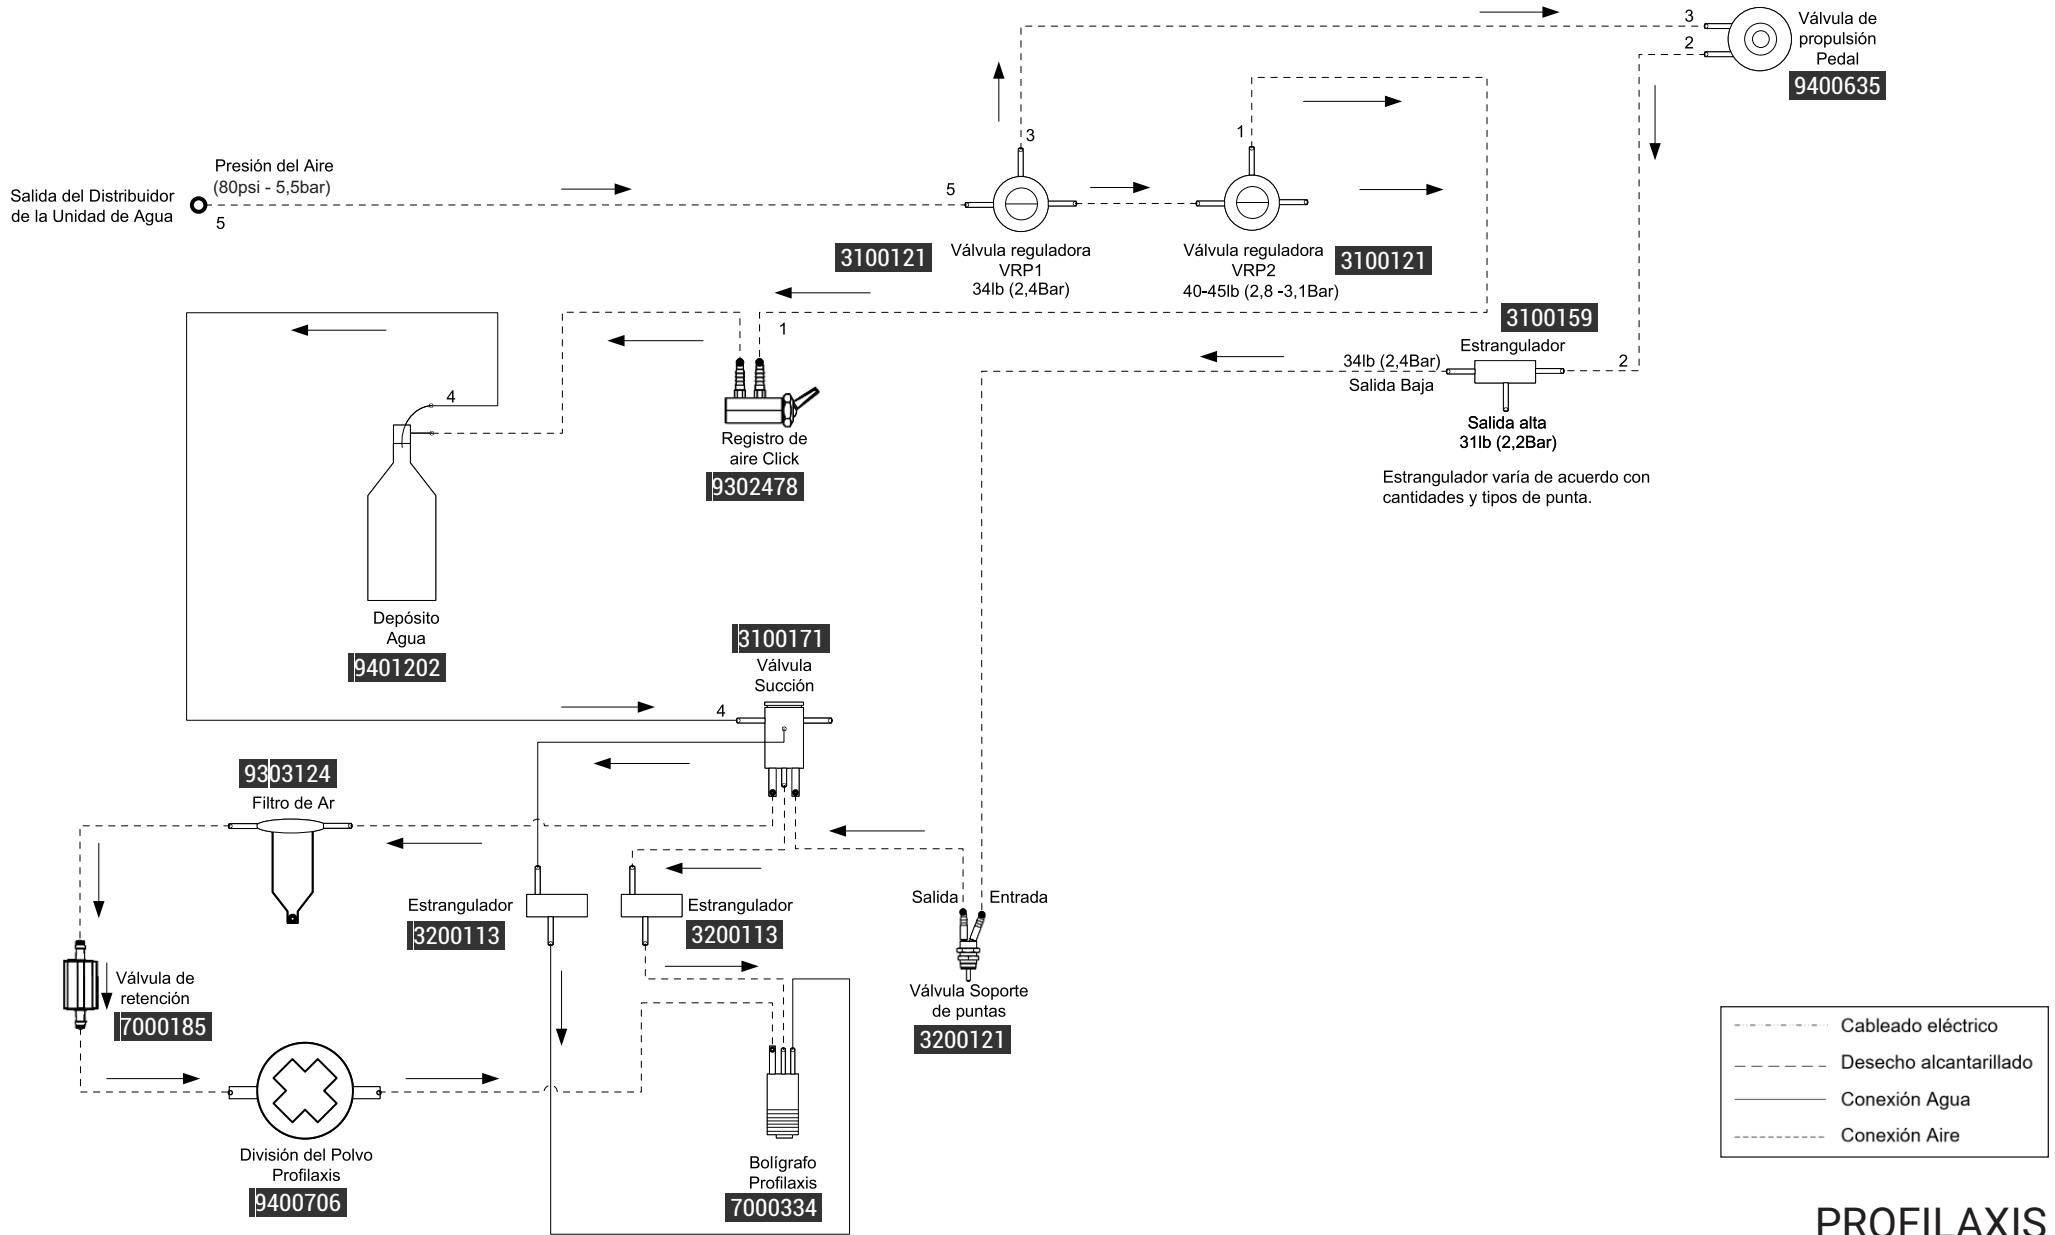 3
2
Válvula de
propulsión
Pedal
9400635
3
1
Presión del Aire
(80psi - 5,5bar)
Salida del Distribuidor
de la Unidad de Agua
5
5
3100121
Válvula reguladora
VRP1
34lb (2,4Bar)
Válvula reguladora
VRP2
40-45lb (2,8 -3,1Bar)
3100121
1
3100159
Estrangulador
34lb (2,4Bar)
Salida Baja
2
Salida alta
31lb (2,2Bar)
Estrangulador varía de acuerdo con
cantidades y tipos de punta.
4
Registro de
aire Click
9302478
Depósito
Agua
9401202
3100171
Válvula
Succión
4
9303124
Filtro de Ar
Estrangulador
3200113
Estrangulador
3200113
Salida
Entrada
Válvula de
retención
7000185
Válvula Soporte
de puntas
3200121
División del Polvo
Profilaxis
9400706
Bolígrafo
Profilaxis
7000334
Cableado eléctrico
Desecho alcantarillado
Conexión Agua
Conexión Aire
PROFILAXIS